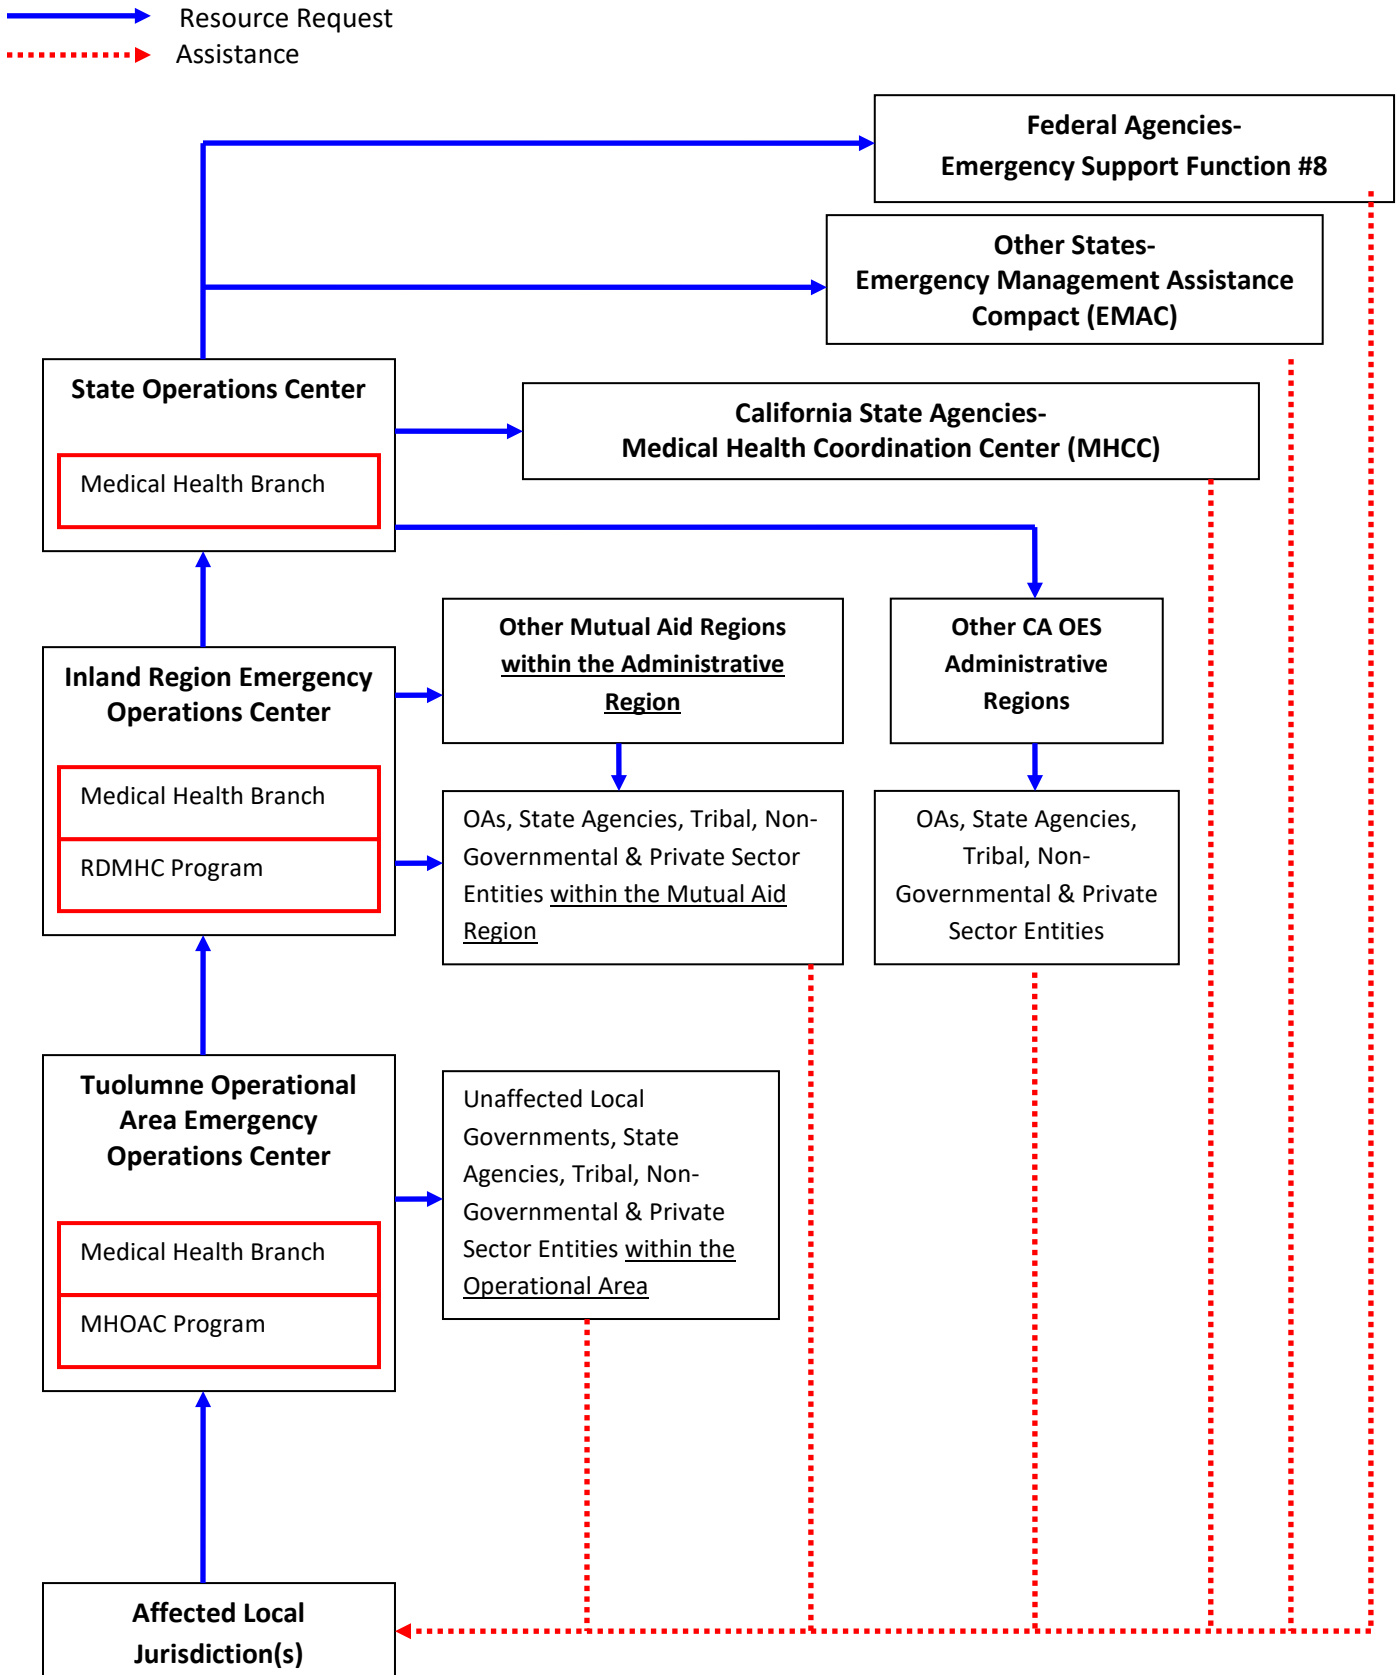 Resource Request
Assistance
Federal Agencies-
Emergency Support Function #8
Other States-
Emergency Management Assistance
Compact (EMAC)
State Operations Center
Medical Health Branch
California State Agencies-
Medical Health Coordination Center (MHCC)
Inland Region Emergency
Operations Center
Medical Health Branch
RDMHC Program
Other Mutual Aid Regions
within the Administrative
Region
Other CA OES
Administrative
Regions
OAs, State Agencies, Tribal, Non-
Governmental & Private Sector
Entities within the Mutual Aid
Region
OAs, State Agencies,
Tribal, Non-
Governmental & Private
Sector Entities
Tuolumne Operational
Area Emergency
Operations Center
Medical Health Branch
MHOAC Program
Unaffected Local
Governments, State
Agencies, Tribal, Non-
Governmental & Private
Sector Entities within the
Operational Area
Affected Local
Jurisdiction(s)